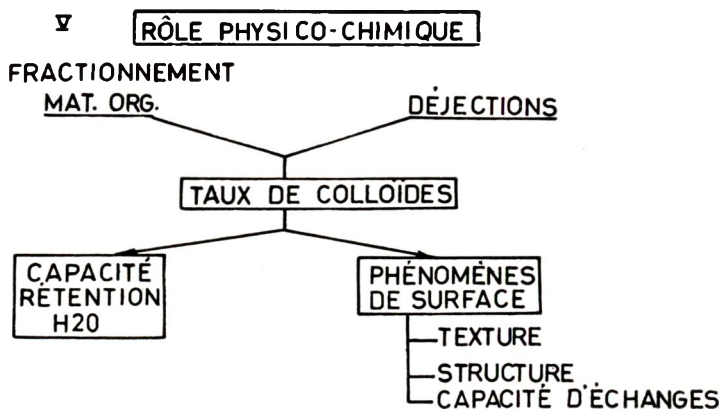 V RÔLE PHYSICO-CHIMIQUE
FRACTIONNEMENT
MAT. ORG. DÉJECTIONS
TAUX DE COLLOÏDES
CAPACITÉ
RÉTENTION
H20
PHÉNOMÈNES
DE SURFACE
TEXTURE
STRUCTURE
CAPACITÉ D'ÉCHANGES